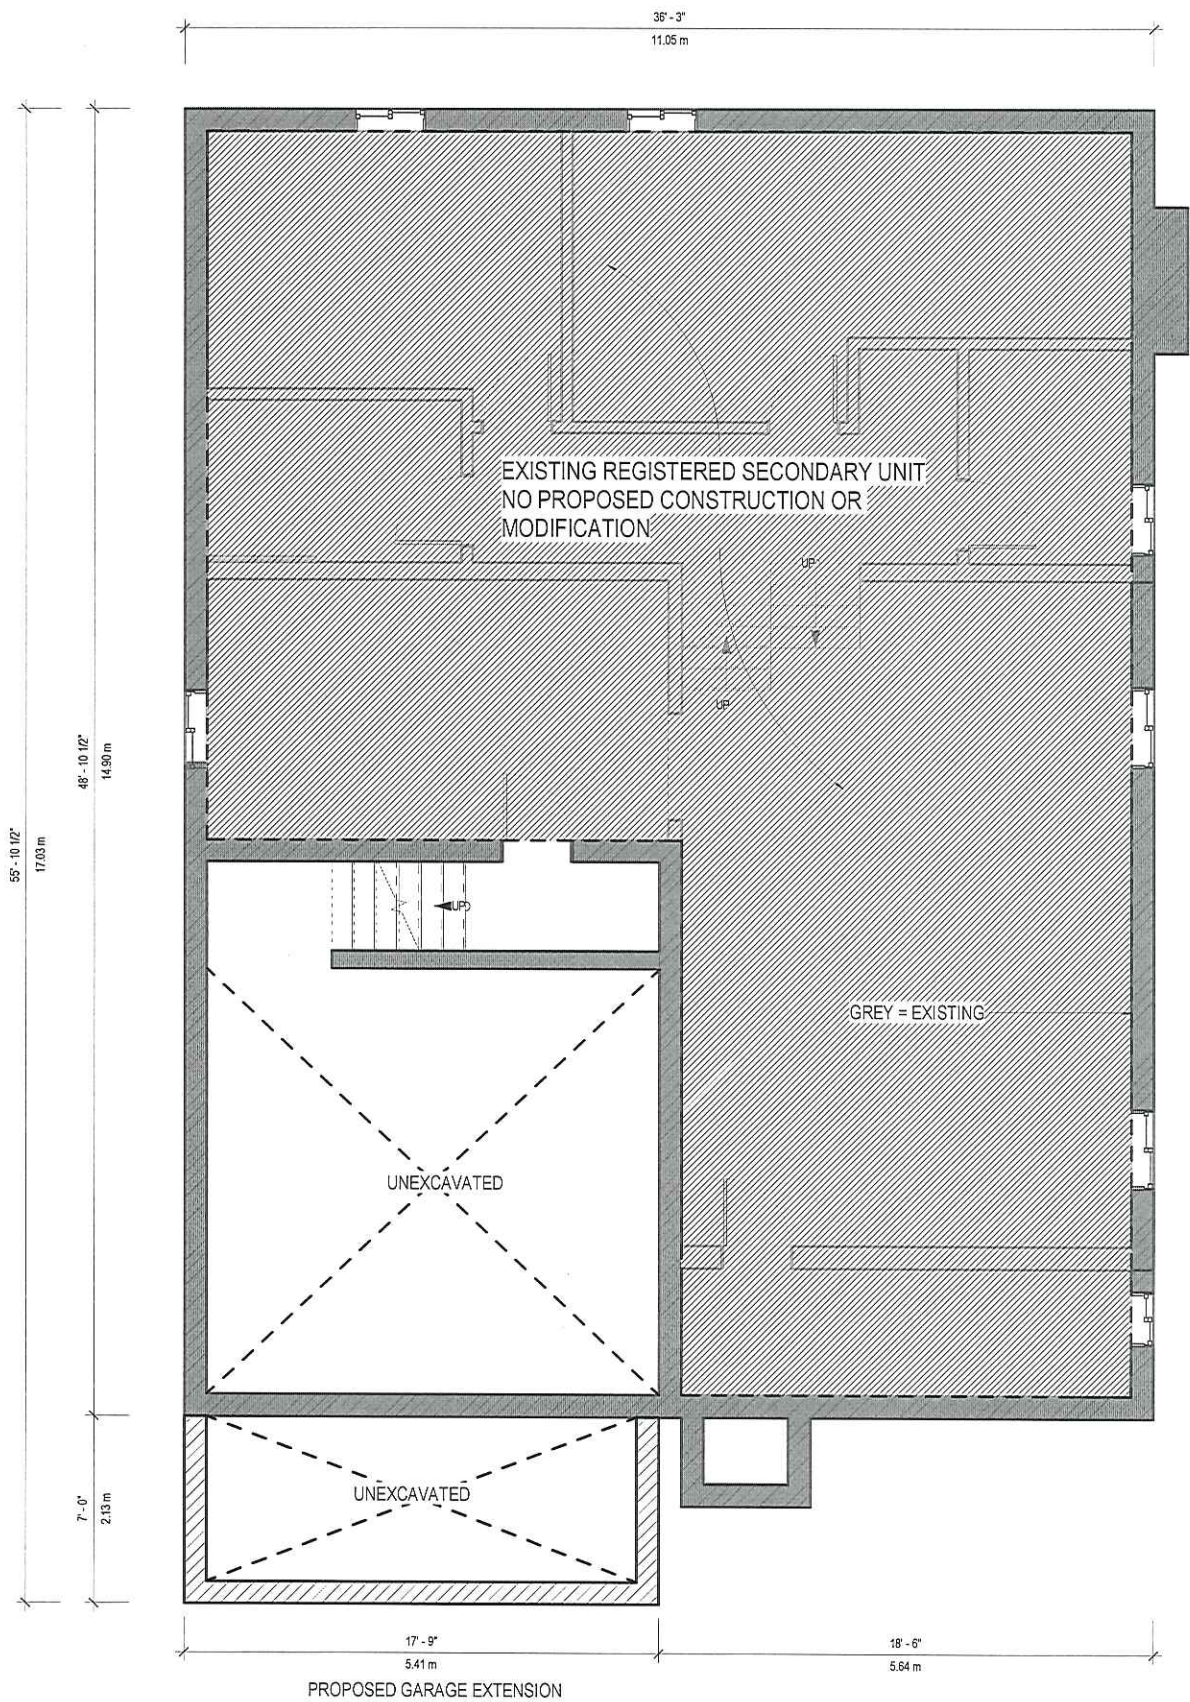 36' - 3"
11.05 m
EXISTING REGISTERED SECONDARY UNIT
NO PROPOSED CONSTRUCTION OR
MODIFICATION
UP
UP
48' - 10 1/2"
14.90 m
55' - 10 1/2"
17.03 m
UP
GREY = EXISTING
UNEXCAVATED
UNEXCAVATED
7' - 0"
2.13 m
17' - 9"
5.41 m
18' - 6"
5.64 m
PROPOSED GARAGE EXTENSION